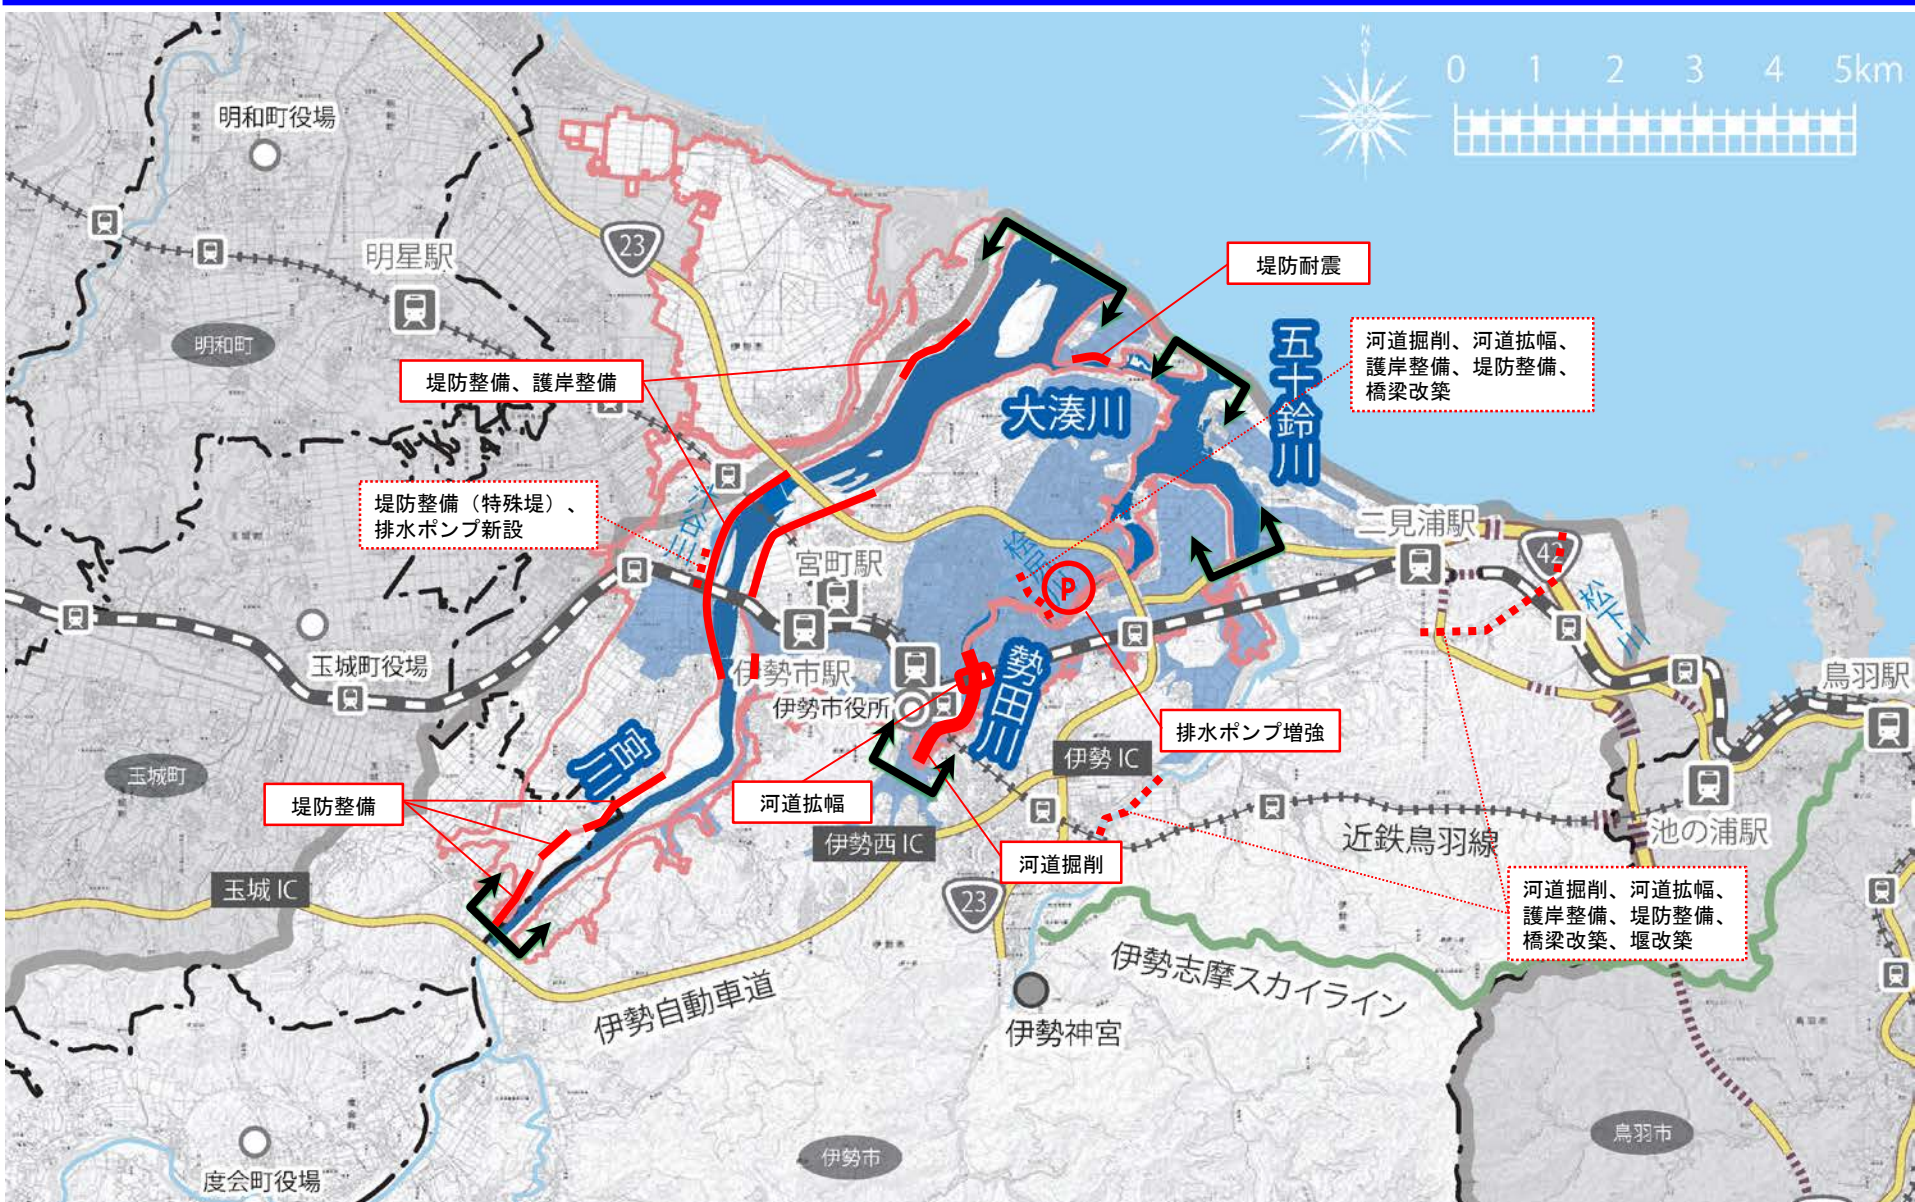 N
0 1 2 3 4 5km
明和町役場
23
明星駅
明和町
堤防耐震
五十鈴川
河道掘削、河道拡幅、
護岸整備、堤防整備、
橋梁改築
堤防整備、護岸整備
大湊川
伊勢市
堤防整備(特殊堤)、
排水ポンプ新設
二見浦駅
42
松下川
宮町駅
P
玉城町役場
伊勢市駅
伊勢市役所
勢田川
鳥羽駅
排水ポンプ増強
伊勢 IC
宮川
玉城町
堤防整備
河道拡幅
伊勢西 IC
近鉄鳥羽線
池の浦駅
河道掘削
玉城 IC
23
河道掘削、河道拡幅、
護岸整備、堤防整備、
橋梁改築、堰改築
伊勢自動車道
伊勢志摩スカイライン
伊勢神宮
鳥羽市
伊勢市
度会町役場